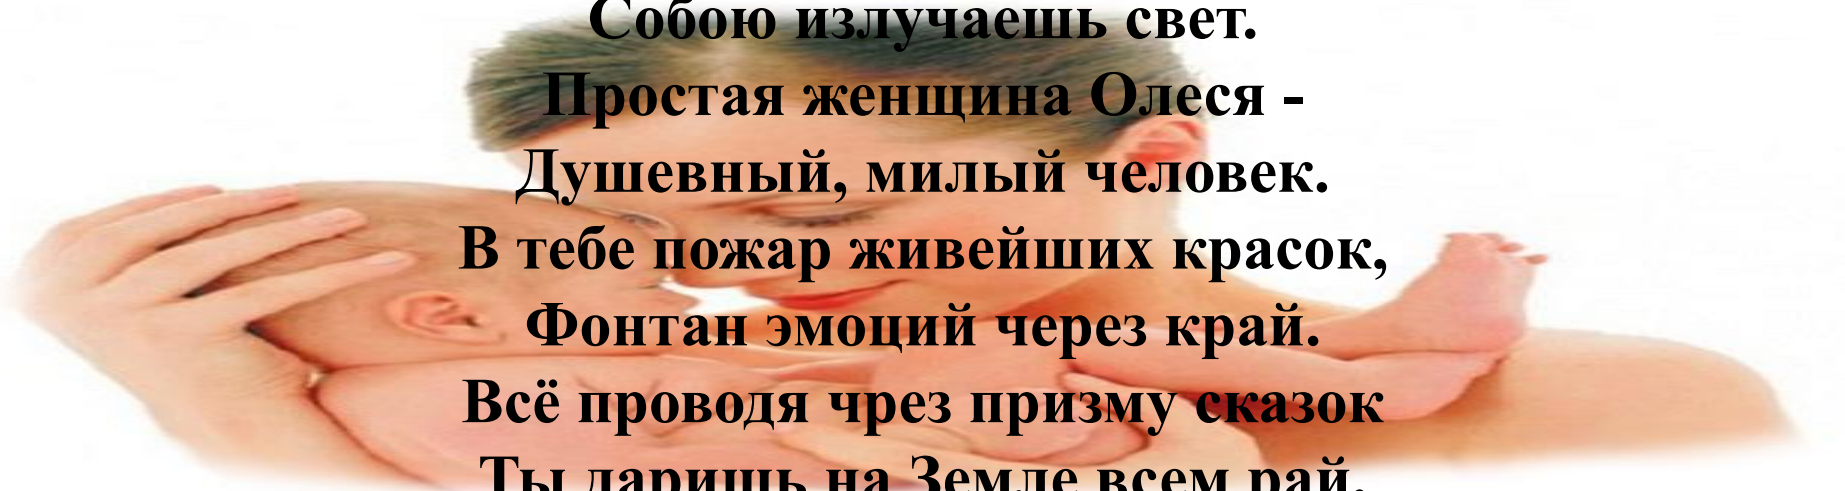 Собою излучаешь свет.
Простая женщина Олеся -
Душевный, милый человек.
В тебе пожар живейших красок,
Фонтан эмоций через край.
Всё проводя чрез призму сказок
Ты даришь на Земле всем рай.